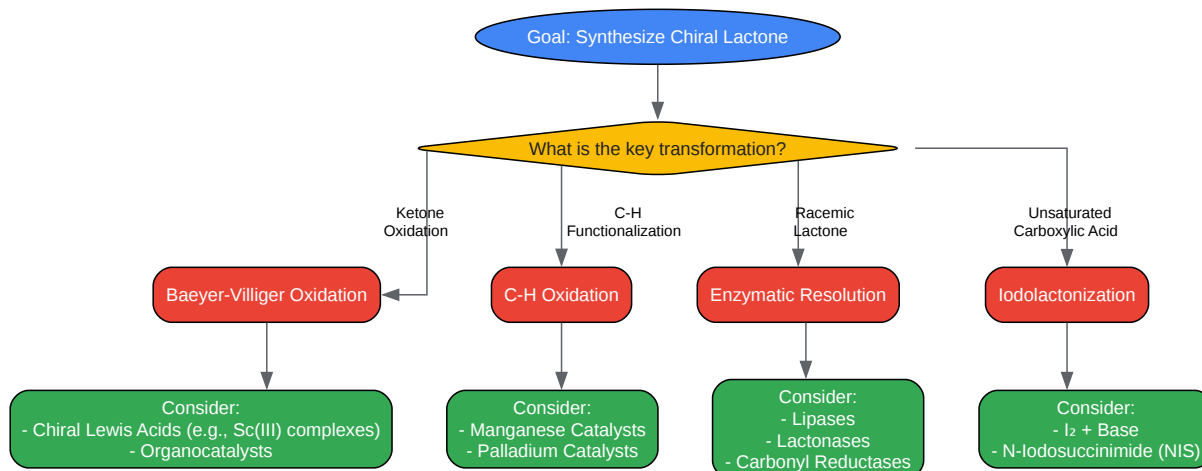 Goal: Synthesize Chiral Lactone
What is the key transformation?
Ketone
Oxidation
C-H
Functionalization
Racemic
Lactone
Unsaturated
Carboxylic Acid
Baeyer-Villiger Oxidation
C-H Oxidation
Enzymatic Resolution
Iodolactonization
Consider:
- Chiral Lewis Acids (e.g., Sc(III) complexes)
- Organocatalysts
Consider:
- Manganese Catalysts
- Palladium Catalysts
Consider:
- Lipases
- Lactonases
- Carbonyl Reductases
Consider:
- I₂ + Base
- N-Iodosuccinimide (NIS)